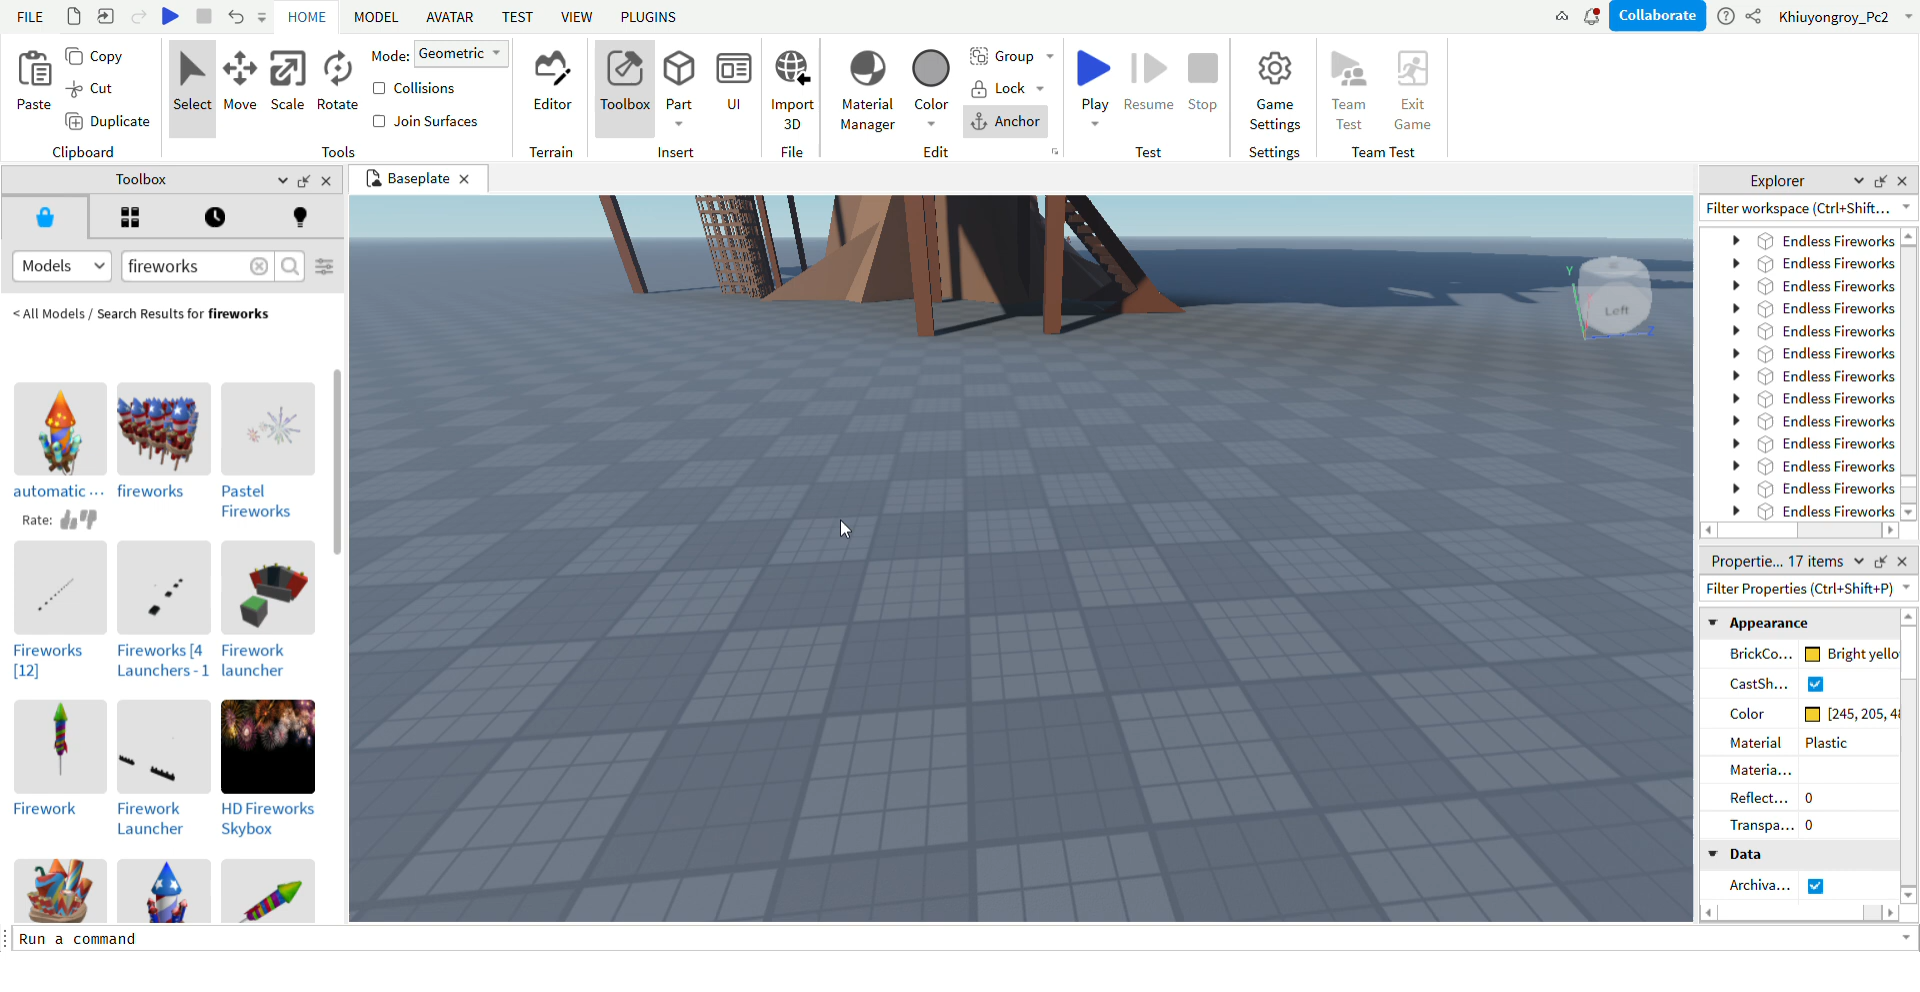 FILE
HOME
MODEL
AVATAR
TEST
VIEW
PLUGINS
Collaborate
Khiuyongroy_Pc2
Paste
Copy
Cut
Duplicate
Clipboard
Select
Move
Scale
Rotate
Mode: Geometric
Collisions
Join Surfaces
Tools
Editor
Terrain
Toolbox
Part
UI
Insert
Import
3D
File
Material
Manager
Color
Group
Lock
Anchor
Edit
Play
Resume
Stop
Test
Game
Settings
Settings
Team
Test
Exit
Game
Team Test
Toolbox
Models
fireworks
< All Models / Search Results for fireworks
automatic ...
Rate:
fireworks
Pastel
Fireworks
Fireworks
[12]
Fireworks [4
Launchers - 1
Firework
launcher
Firework
Firework
Launcher
HD Fireworks
Skybox
Baseplate
Y
Left
Z
Explorer
Filter workspace (Ctrl+Shift...
Endless Fireworks
Endless Fireworks
Endless Fireworks
Endless Fireworks
Endless Fireworks
Endless Fireworks
Endless Fireworks
Endless Fireworks
Endless Fireworks
Endless Fireworks
Endless Fireworks
Endless Fireworks
Endless Fireworks
Propertie... 17 items
Filter Properties (Ctrl+Shift+P)
Appearance
BrickCo... Bright yello
CastSh...
Color [245, 205, 48
Material Plastic
Materia...
Reflect... 0
Transpa... 0
Data
Archiva...
Run a command